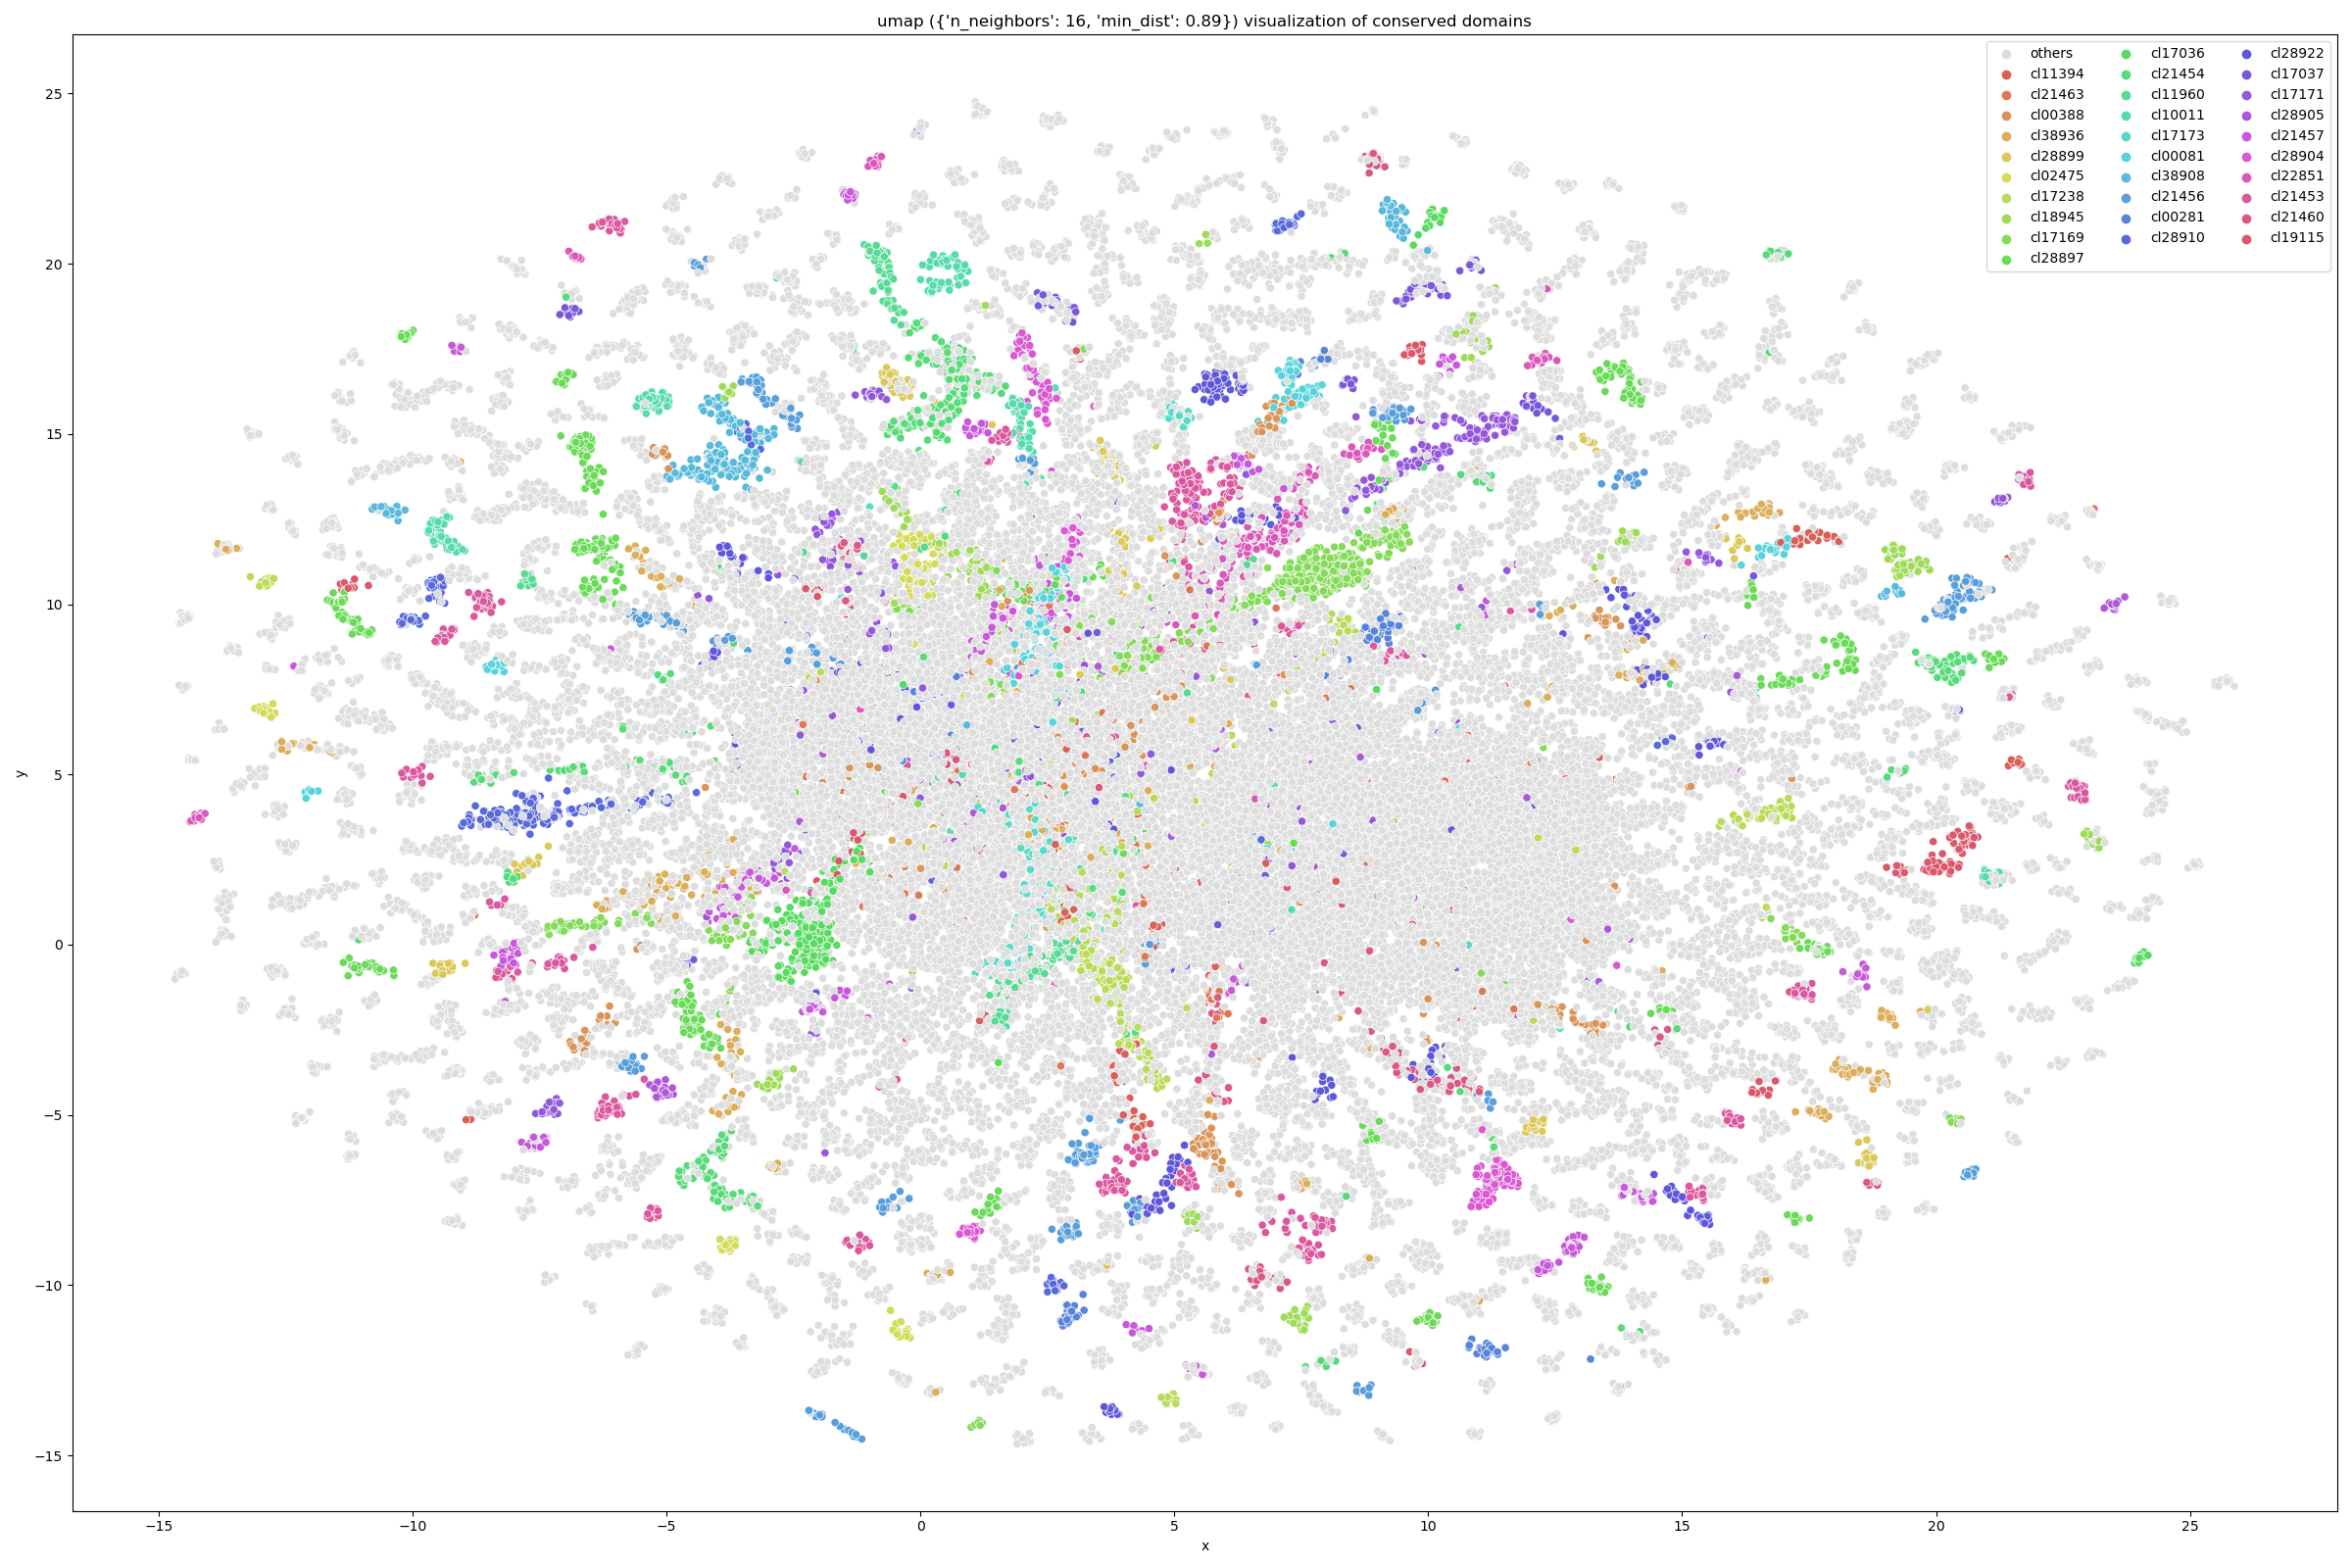 umap ({'n_neighbors': 16, 'min_dist': 0.89}) visualization of conserved domains
others
cl11394
cl21463
cl00388
cl38936
cl28899
cl02475
cl17238
cl18945
cl17169
cl28897
cl17036
cl21454
cl11960
cl10011
cl17173
cl00081
cl38908
cl21456
cl00281
cl28910
cl28922
cl17037
cl17171
cl28905
cl21457
cl28904
cl22851
cl21453
cl21460
cl19115
25
20
15
10
5
0
−5
−10
−15
y
−15
−10
−5
0
5
10
15
20
25
x